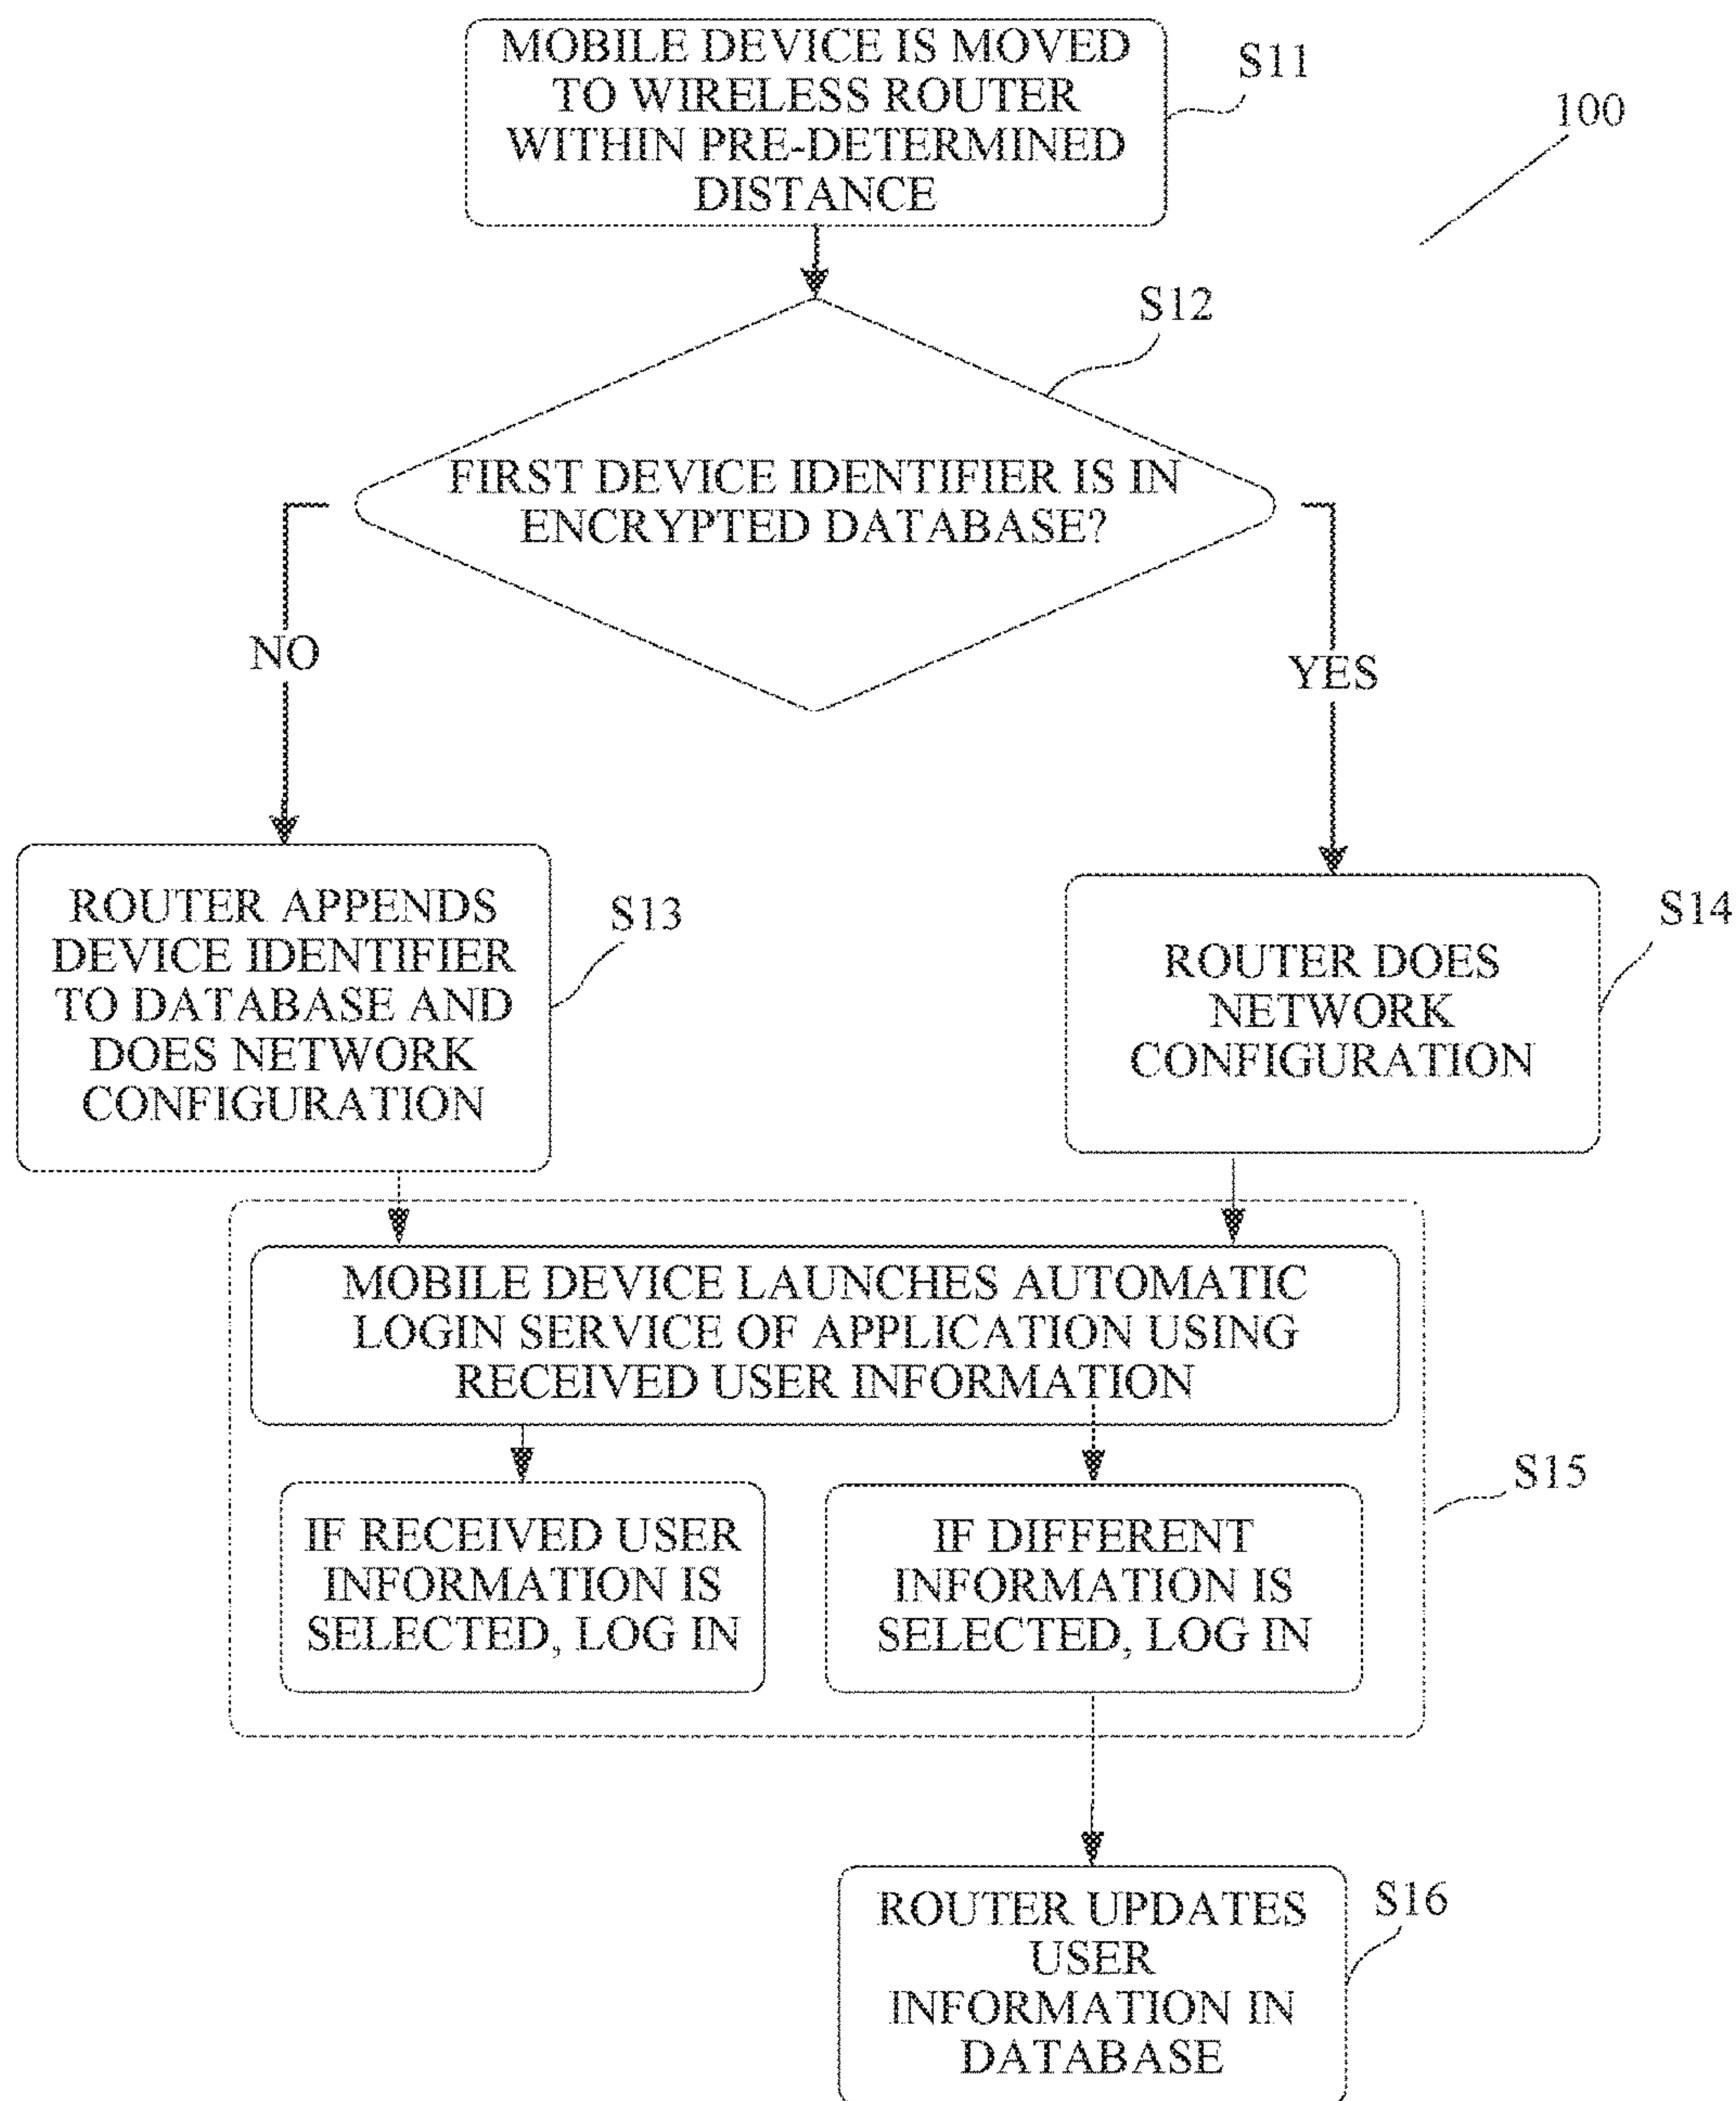 MOBILE DEVICE IS MOVED
TO WIRELESS ROUTER
WITHIN PRE-DETERMINED
DISTANCE
S11
100
S12
FIRST DEVICE IDENTIFIER IS IN
ENCRYPTED DATABASE?
NO
YES
ROUTER APPENDS
DEVICE IDENTIFIER
TO DATABASE AND
DOES NETWORK
CONFIGURATION
S13
ROUTER DOES
NETWORK
CONFIGURATION
S14
MOBILE DEVICE LAUNCHES AUTOMATIC
LOGIN SERVICE OF APPLICATION USING
RECEIVED USER INFORMATION
IF RECEIVED USER
INFORMATION IS
SELECTED, LOG IN
IF DIFFERENT
INFORMATION IS
SELECTED, LOG IN
S15
ROUTER UPDATES
USER
INFORMATION IN
DATABASE
S16